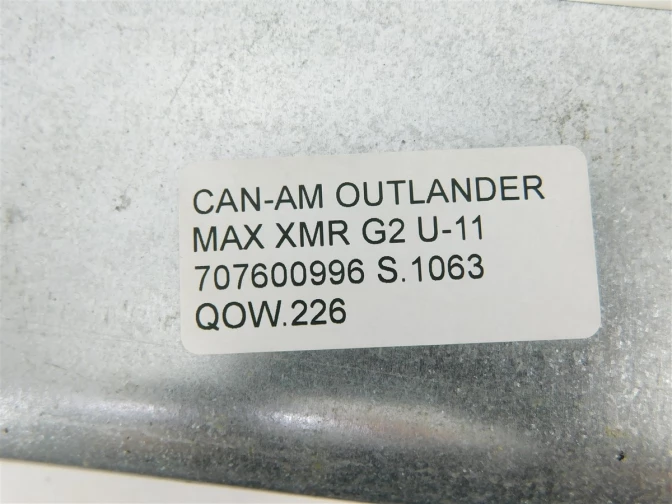 CAN-AM OUTLANDER
MAX XMR G2 U-11
707600996 S.1063
QOW.226